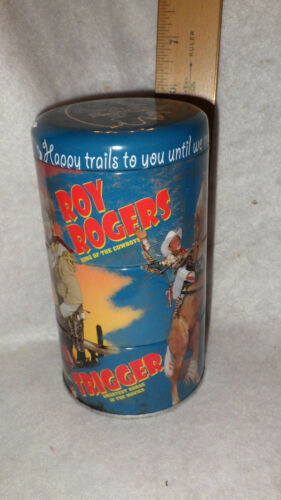 Happy trails to you until we m
ROY
ROGERS
KING OF THE COWBOYS
TRIGGER
SMARTEST HORSE
IN THE MOVIES
RULER
7